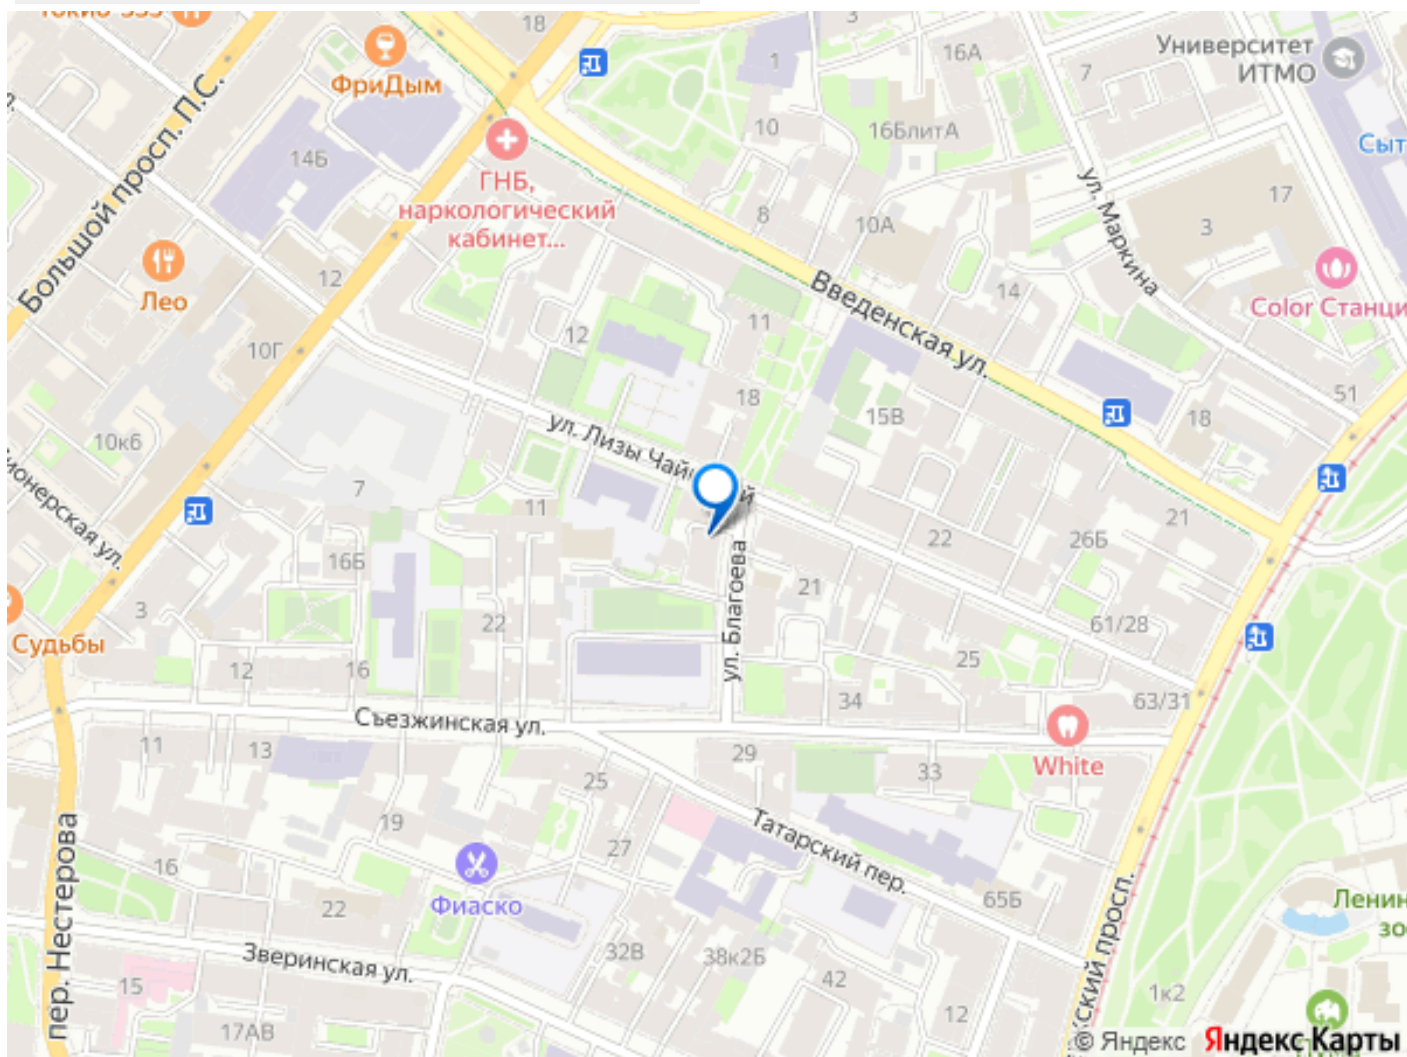 18
3
16А
Университет
ИТМО
7
1
ФриДым
10
16БлитА
14Б
ГНБ,
наркологический
кабинет...
Большой просп. П.С.
ул. Маркина
17
3
8
10А
12
Лео
Color Станци
Введенская ул.
14
11
12
10Г
51
18
15В
18
10к6
ул. Лизы Чай
й
7
11
21
22
26Б
16Б
ул. Благоева
21
3
22
61/28
Судьбы
12
16
25
34
63/31
Съезжинская ул.
11
13
29
33
White
25
19
27
Татарский пер.
16
Фиаско
65Б
22
пер. Нестерова
Зверинская ул.
32В
38к2Б
42
15
1к2
12
17АВ
© Яндекс Яндекс Карты